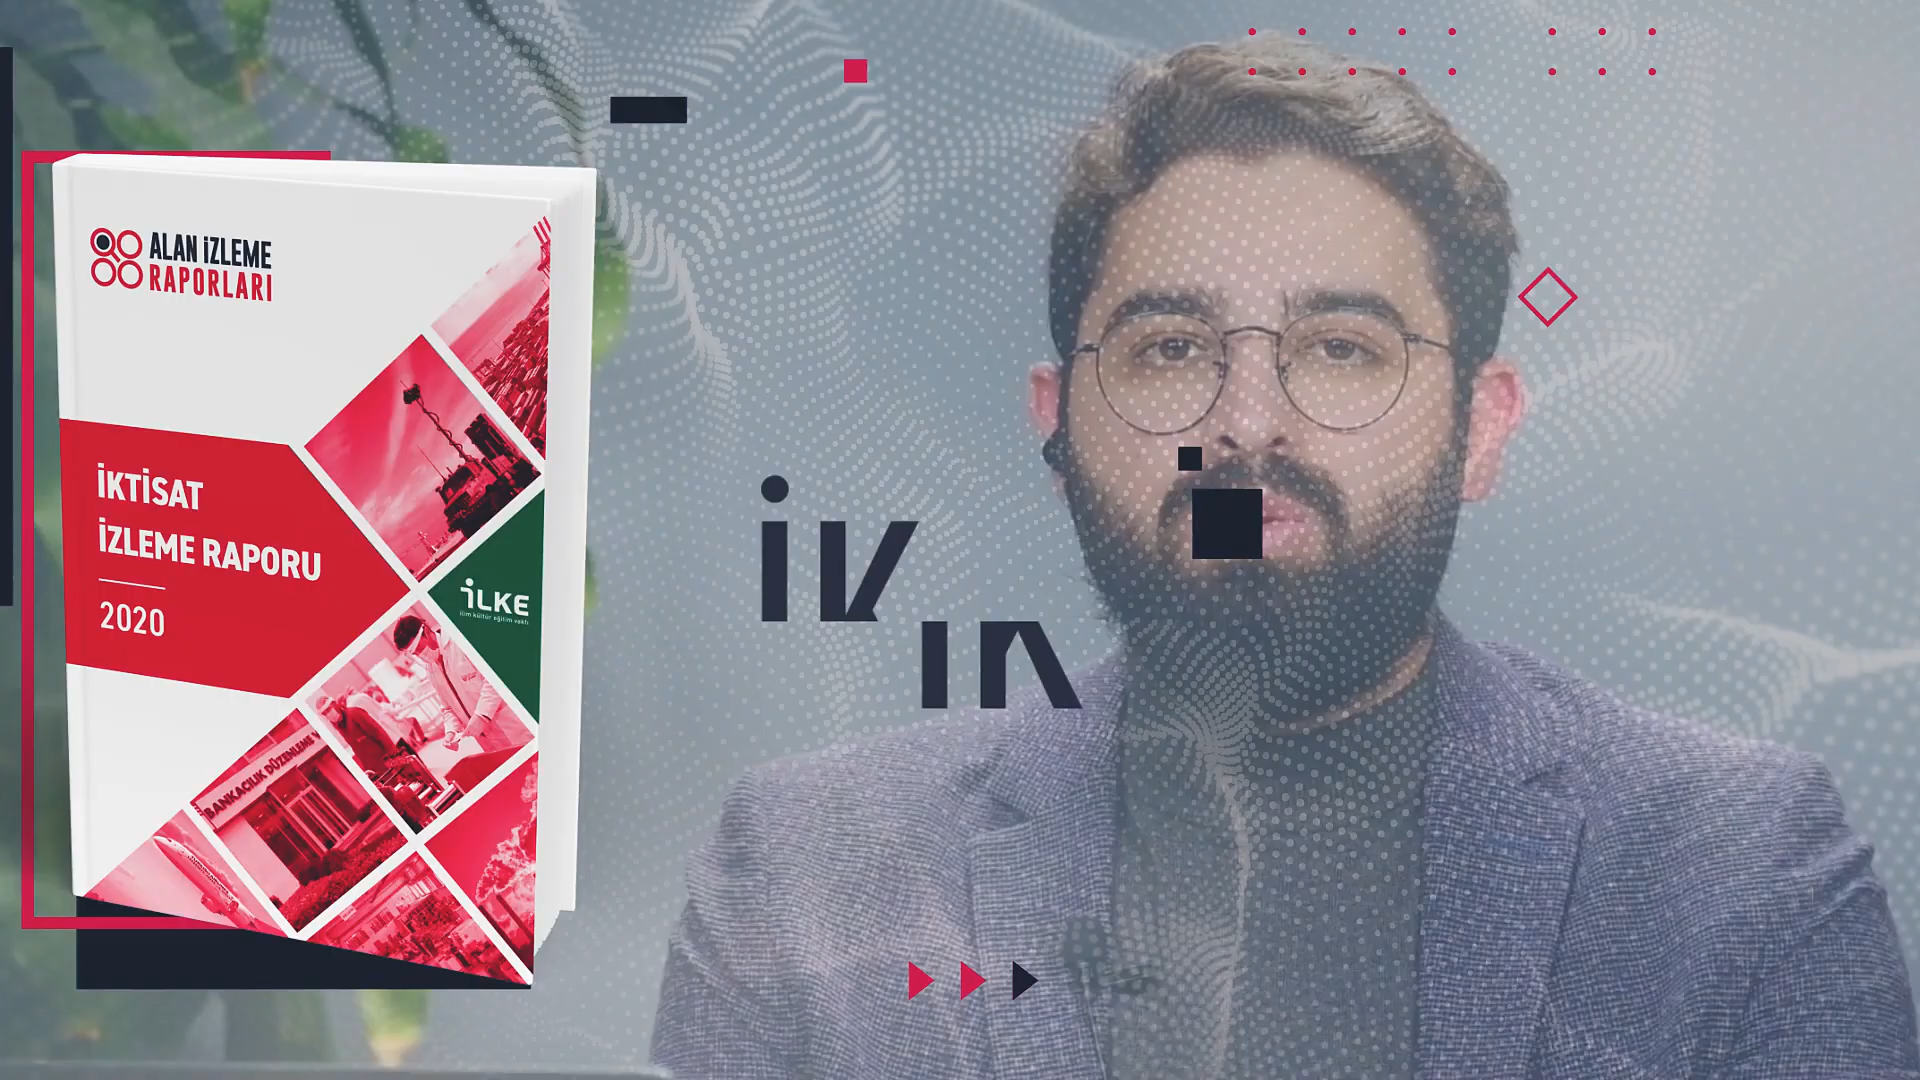 ALAN İZLEME
RAPORLARI
İKTİSAT
İZLEME RAPORU
2020
İLKE
ilim kültür eğitim vakfı
BANKACILIK DÜZENLEME V